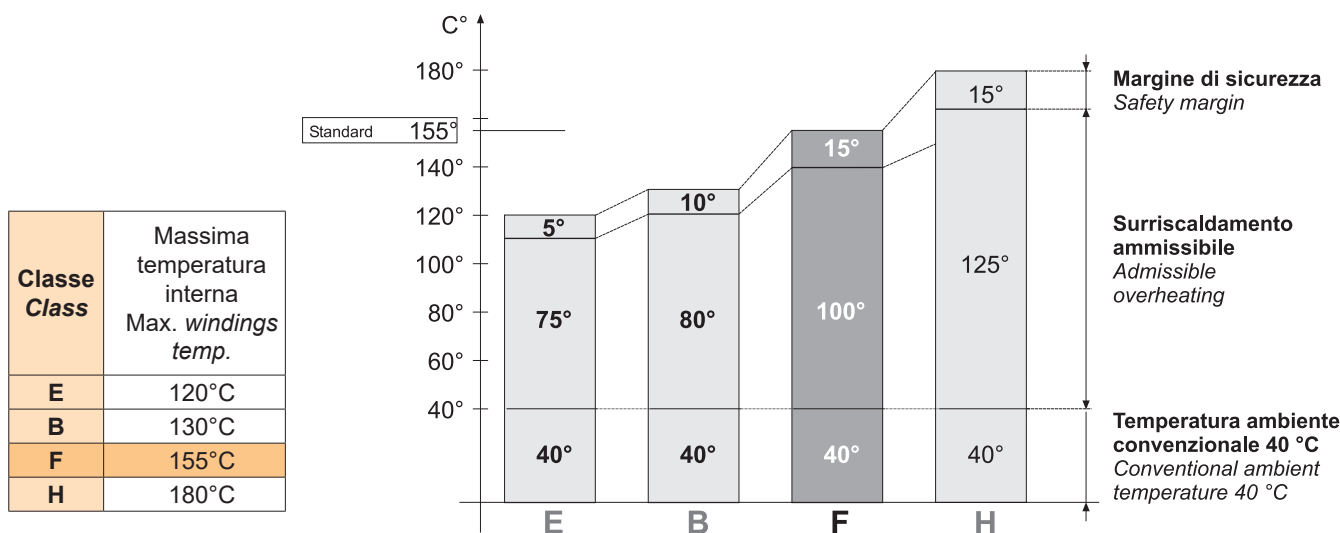 Classe
Class
Massima
temperatura
interna
Max. windings
temp.
E 120°C
B 130°C
F 155°C
H 180°C
C°
180°
Standard 155°
140°
120°
100°
80°
60°
40°
5°
75°
40°
E
10°
80°
40°
B
15°
100°
40°
F
15°
125°
40°
H
Margine di sicurezza
Safety margin
Surriscaldamento
ammissibile
Admissible
overheating
Temperatura ambiente
convenzionale 40 °C
Conventional ambient
temperature 40 °C